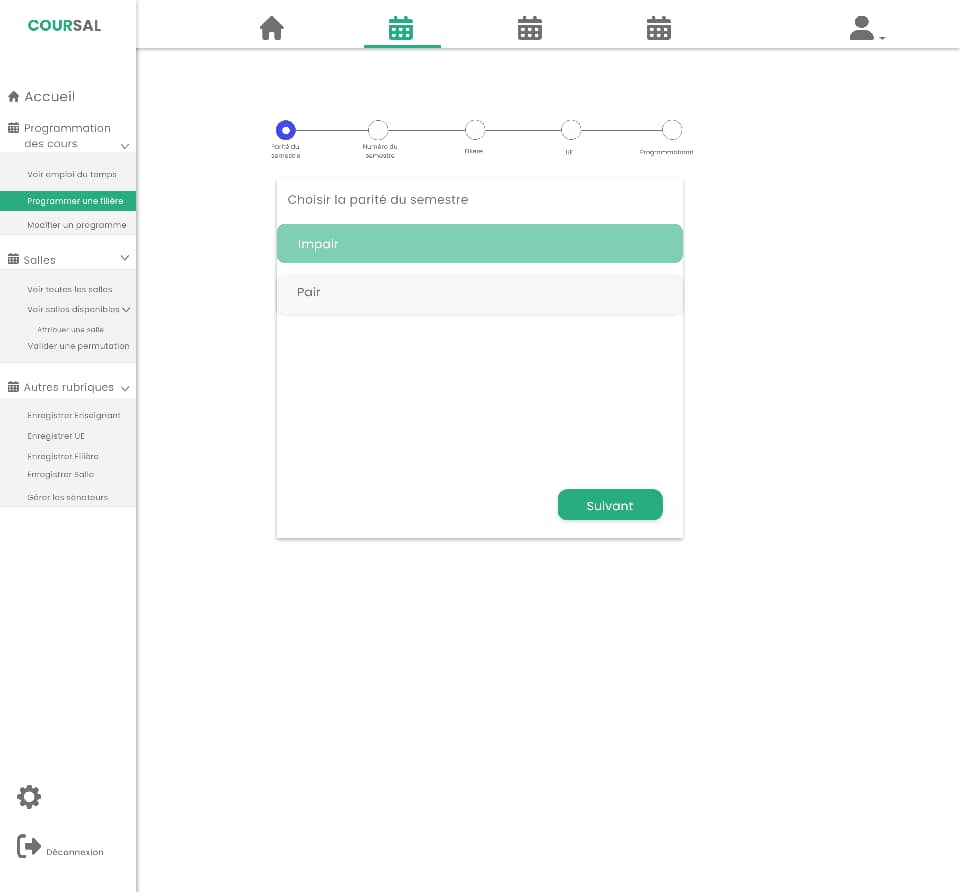 COURSAL
Accueil
Programmation
des cours
Voir emploi du temps
Programmer une filière
Modifier un programme
Salles
Voir toutes les salles
Voir salles disponibles
Attribuer une salle
Valider une permutation
Autres rubriques
Enregistrer Enseignant
Enregistrer UE
Enregistrer Filière
Enregistrer Salle
Gérer les sénateurs
Déconnexion
Parité du
semestre
Numéro du
semestre
Filière
UE
Programmation
Choisir la parité du semestre
Impair
Pair
Suivant